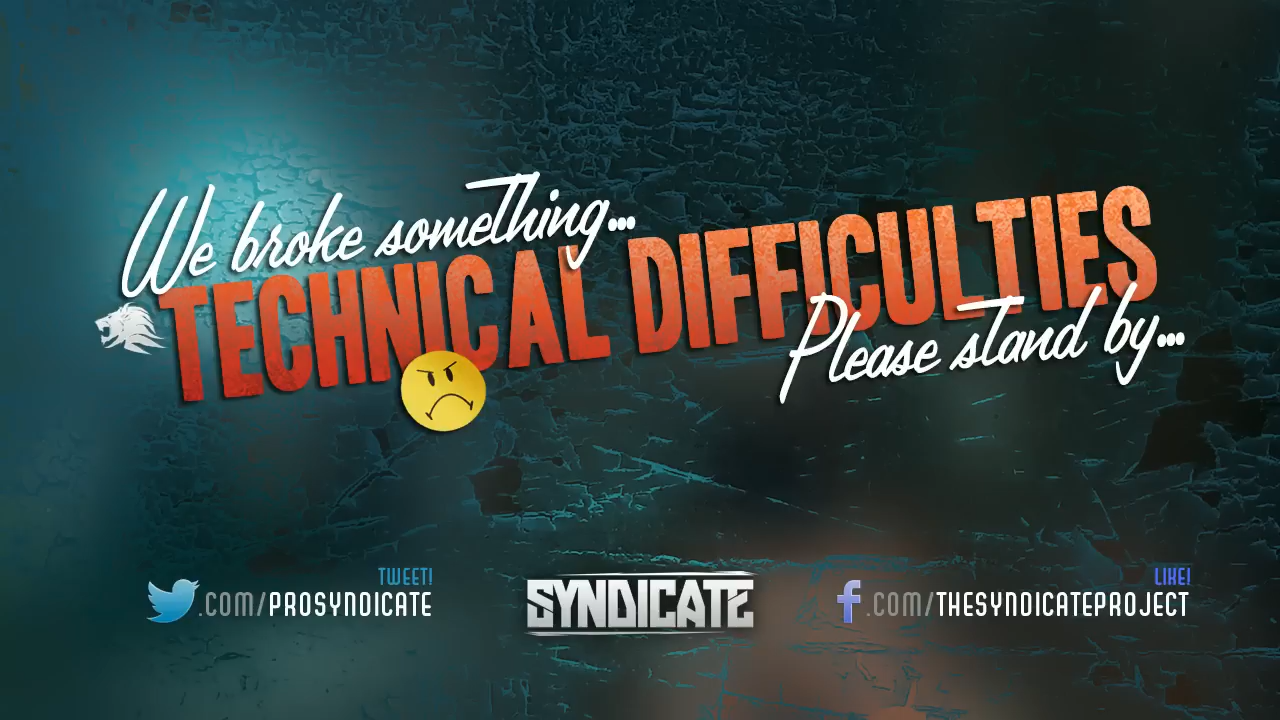 We broke something...
TECHNICAL DIFFICULTIES
Please stand by...
TWEET!
.COM/PROSYNDICATE
SYNDICATE
LIKE!
f.COM/THESYNDICATEPROJECT